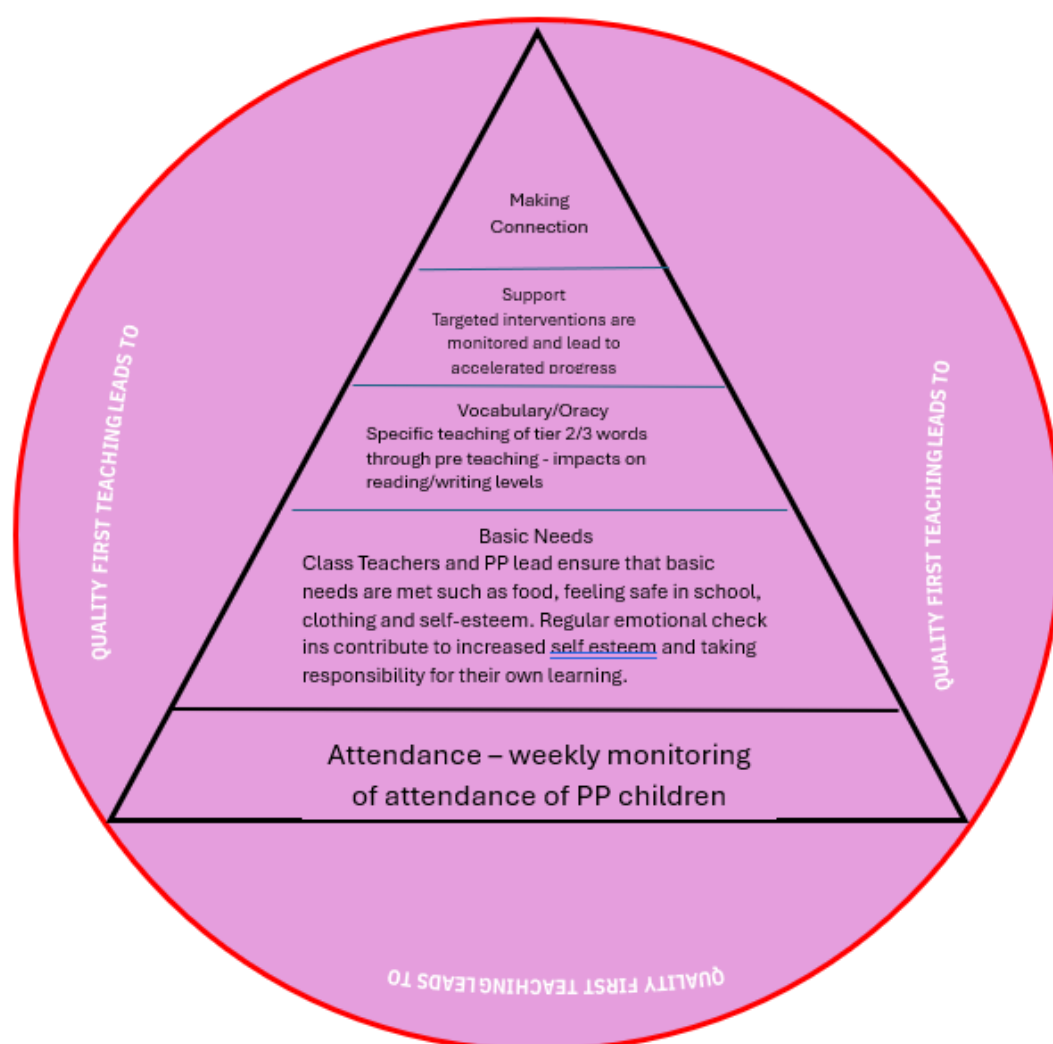 Making
Connection
Support
Targeted interventions are
monitored and lead to
accelerated progress
Vocabulary/Oracy
Specific teaching of tier 2/3 words
through pre teaching - impacts on
reading/writing levels
Basic Needs
Class Teachers and PP lead ensure that basic
needs are met such as food, feeling safe in school,
clothing and self-esteem. Regular emotional check
ins contribute to increased self esteem and taking
responsibility for their own learning.
Attendance – weekly monitoring
of attendance of PP children
QUALITY FIRST TEACHING LEADS TO
QUALITY FIRST TEACHING LEADS TO
QUALITY FIRST TEACHING LEADS TO